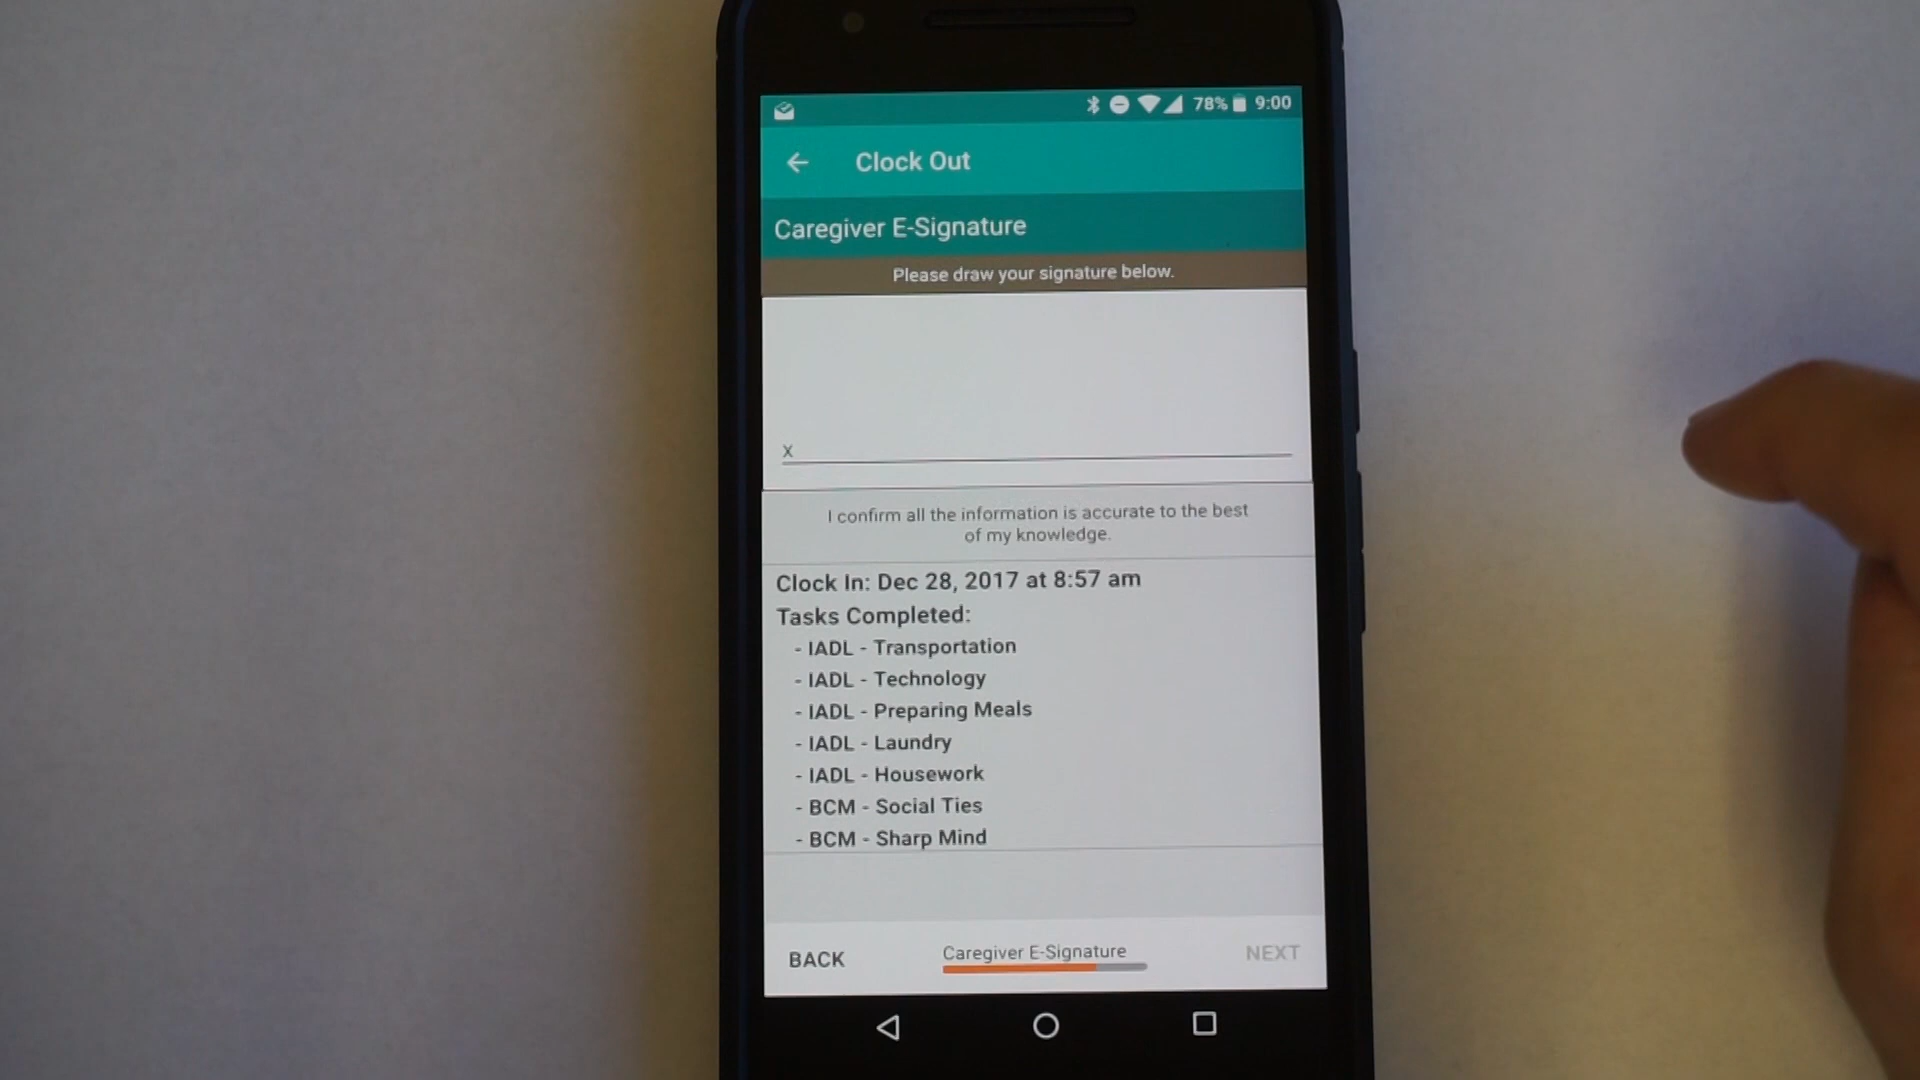 78% 9:00
Clock Out
Caregiver E-Signature
Please draw your signature below.
x
I confirm all the information is accurate to the best
of my knowledge.
Clock In: Dec 28, 2017 at 8:57 am
Tasks Completed:
- IADL - Transportation
- IADL - Technology
- IADL - Preparing Meals
- IADL - Laundry
- IADL - Housework
- BCM - Social Ties
- BCM - Sharp Mind
BACK Caregiver E-Signature NEXT